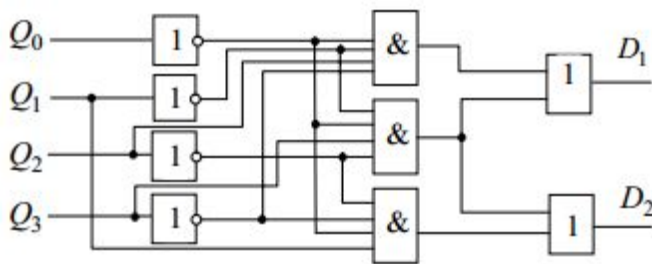 Q₀ 1 & 1 D₁
Q₁ 1
Q₂ 1 &
Q₃ 1 & 1 D₂